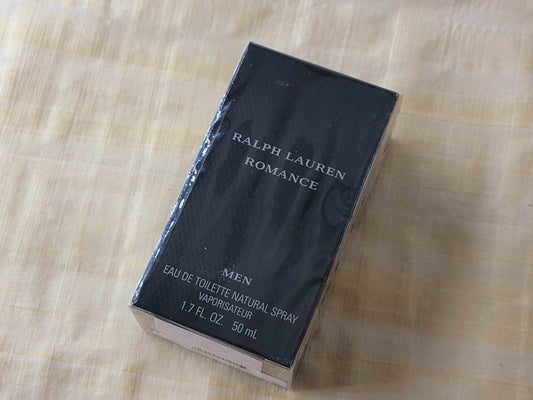 RALPH LAUREN
ROMANCE
MEN
EAU DE TOILETTE NATURAL SPRAY
VAPORISATEUR
1.7 FL. OZ. 50 mL